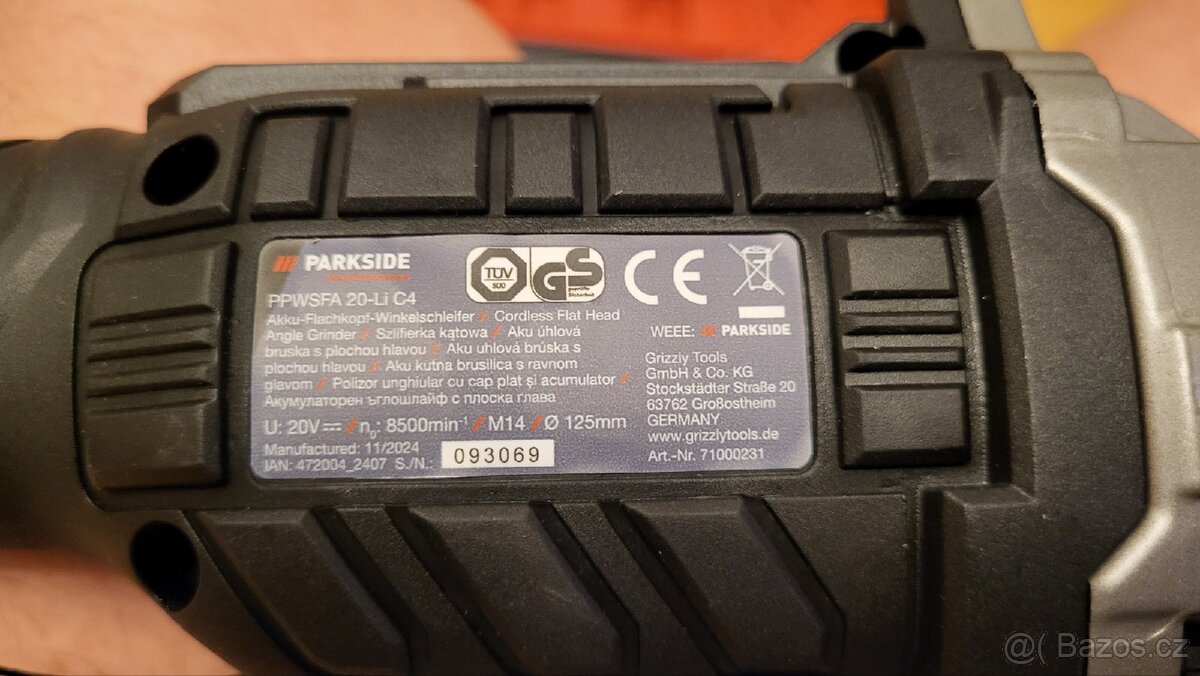 PARKSIDE
PPWSFA 20-Li C4
Akku-Flachkopf-Winkelschleifer / Cordless Flat Head
Angle Grinder / Szlifierka kątowa / Aku úhlová
bruska s plochou hlavou / Aku uhlová brúska s
plochou hlavou / Aku kutna brusilica s ravnom
glavom / Polizor unghiular cu cap plat și acumulator /
Акумулаторен ъглошлайф с плоска глава
U: 20V⎓ / n₀: 8500min⁻¹ / M14 / Ø 125mm
Manufactured: 11/2024
IAN: 472004_2407 S./N.: 093069
TÜV
SÜD
GS
geprüfte
Sicherheit
CE
WEEE: /// PARKSIDE
Grizzly Tools
GmbH & Co. KG
Stockstädter Straße 20
63762 Großostheim
GERMANY
www.grizzlytools.de
Art.-Nr. 71000231
@( Bazos.cz